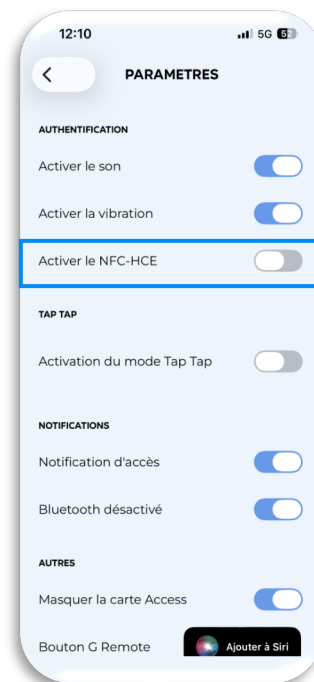 12:10
5G 52
PARAMETRES
AUTHENTIFICATION
Activer le son
Activer la vibration
Activer le NFC-HCE
TAP TAP
Activation du mode Tap Tap
NOTIFICATIONS
Notification d'accès
Bluetooth désactivé
AUTRES
Masquer la carte Access
Bouton G Remote
Ajouter à Siri